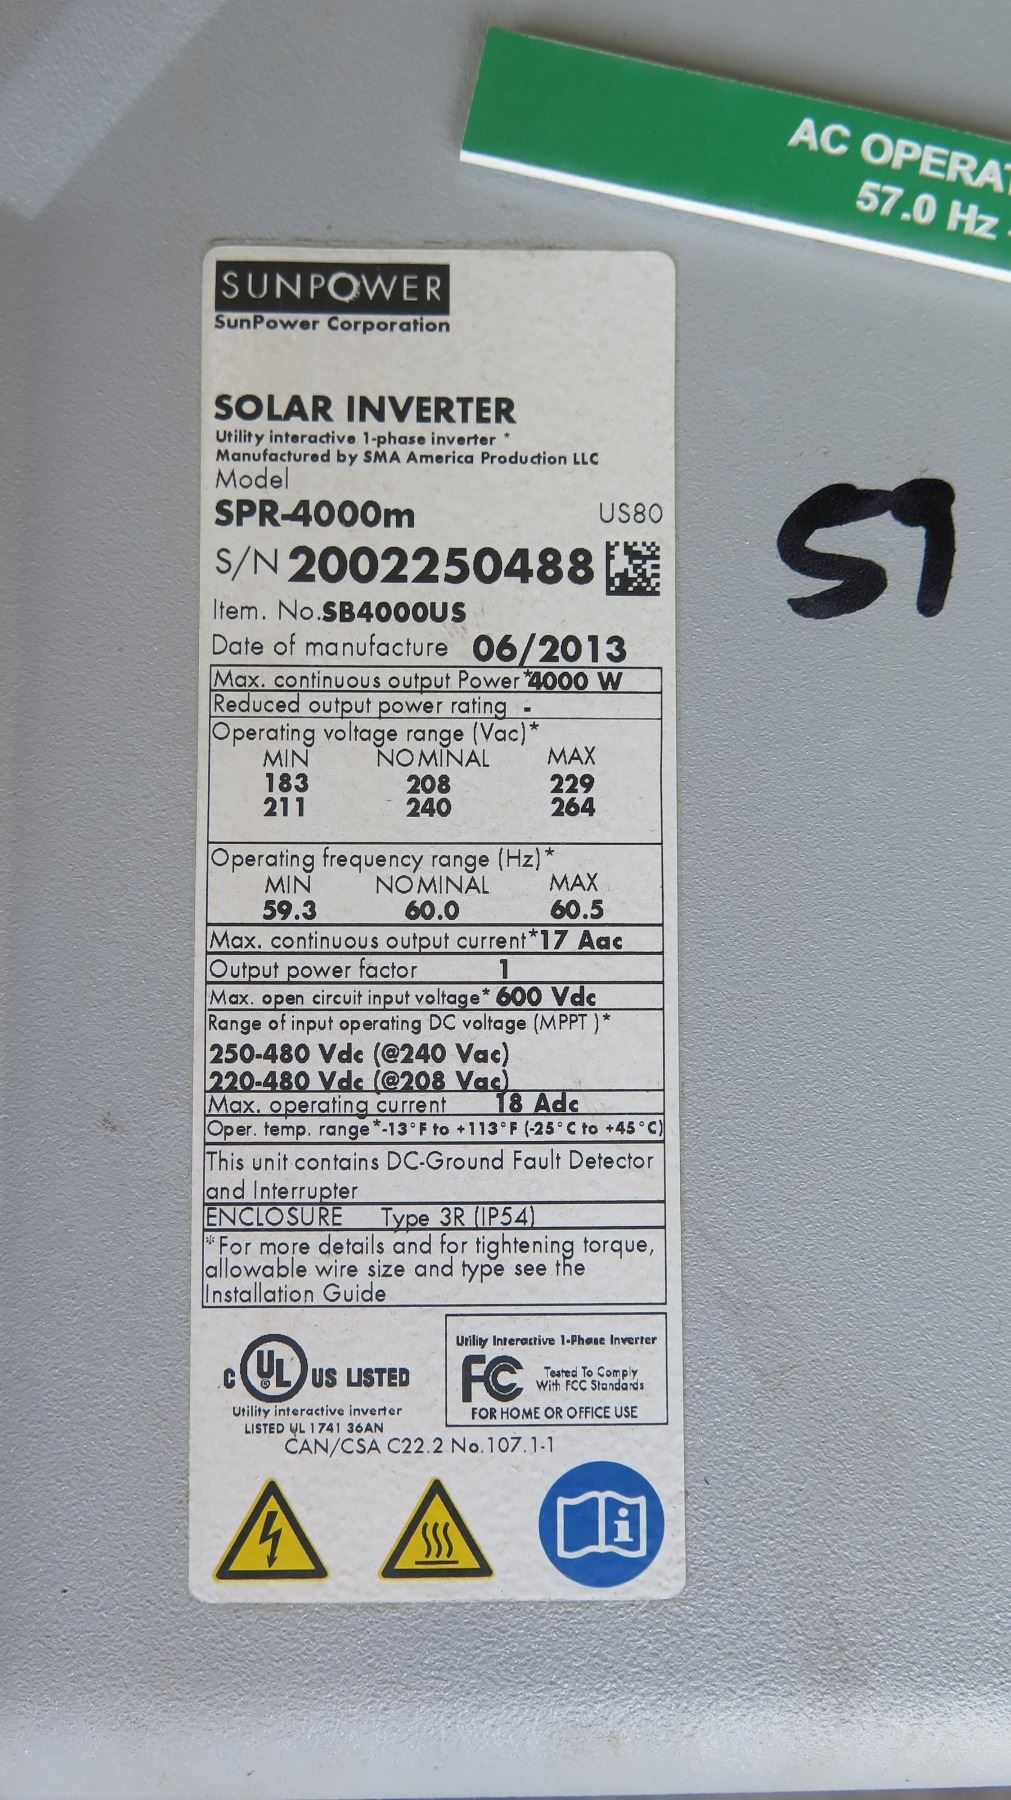 AC OPERAT
57.0 Hz
SUNPOWER
SunPower Corporation
SOLAR INVERTER
Utility interactive 1-phase inverter *
Manufactured by SMA America Production LLC
Model
SPR-4000m US80
S/N 2002250488
Item. No.SB4000US
Date of manufacture 06/2013
Max. continuous output Power*4000 W
Reduced output power rating -
Operating voltage range (Vac)*
MIN NOMINAL MAX
183 208 229
211 240 264
Operating frequency range (Hz)*
MIN NOMINAL MAX
59.3 60.0 60.5
Max. continuous output current*17 Aac
Output power factor 1
Max. open circuit input voltage* 600 Vdc
Range of input operating DC voltage (MPPT )*
250-480 Vdc (@240 Vac)
220-480 Vdc (@208 Vac)
Max. operating current 18 Adc
Oper. temp. range*-13°F to +113°F (-25°C to +45°C)
This unit contains DC-Ground Fault Detector
and Interrupter
ENCLOSURE Type 3R (IP54)
*For more details and for tightening torque,
allowable wire size and type see the
Installation Guide
C UL ® US LISTED
Utility interactive inverter
LISTED UL 1741 36AN
CAN/CSA C22.2 No.107.1-1
Utility Interactive 1-Phase Inverter
FC Tested To Comply
With FCC Standards
FOR HOME OR OFFICE USE